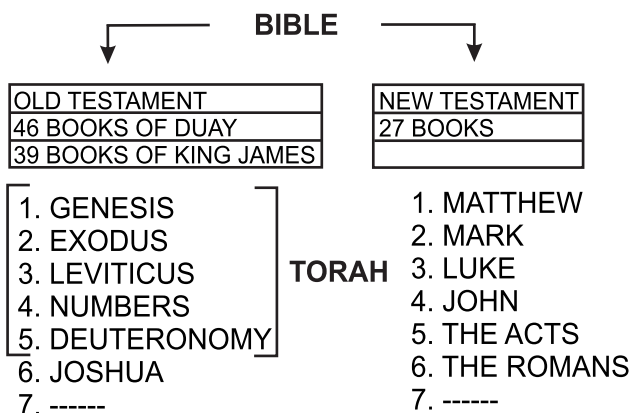 BIBLE
OLD TESTAMENT
46 BOOKS OF DUAY
39 BOOKS OF KING JAMES
1. GENESIS
2. EXODUS
3. LEVITICUS
4. NUMBERS
5. DEUTERONOMY
6. JOSHUA
7. ------
TORAH
NEW TESTAMENT
27 BOOKS
1. MATTHEW
2. MARK
3. LUKE
4. JOHN
5. THE ACTS
6. THE ROMANS
7. ------